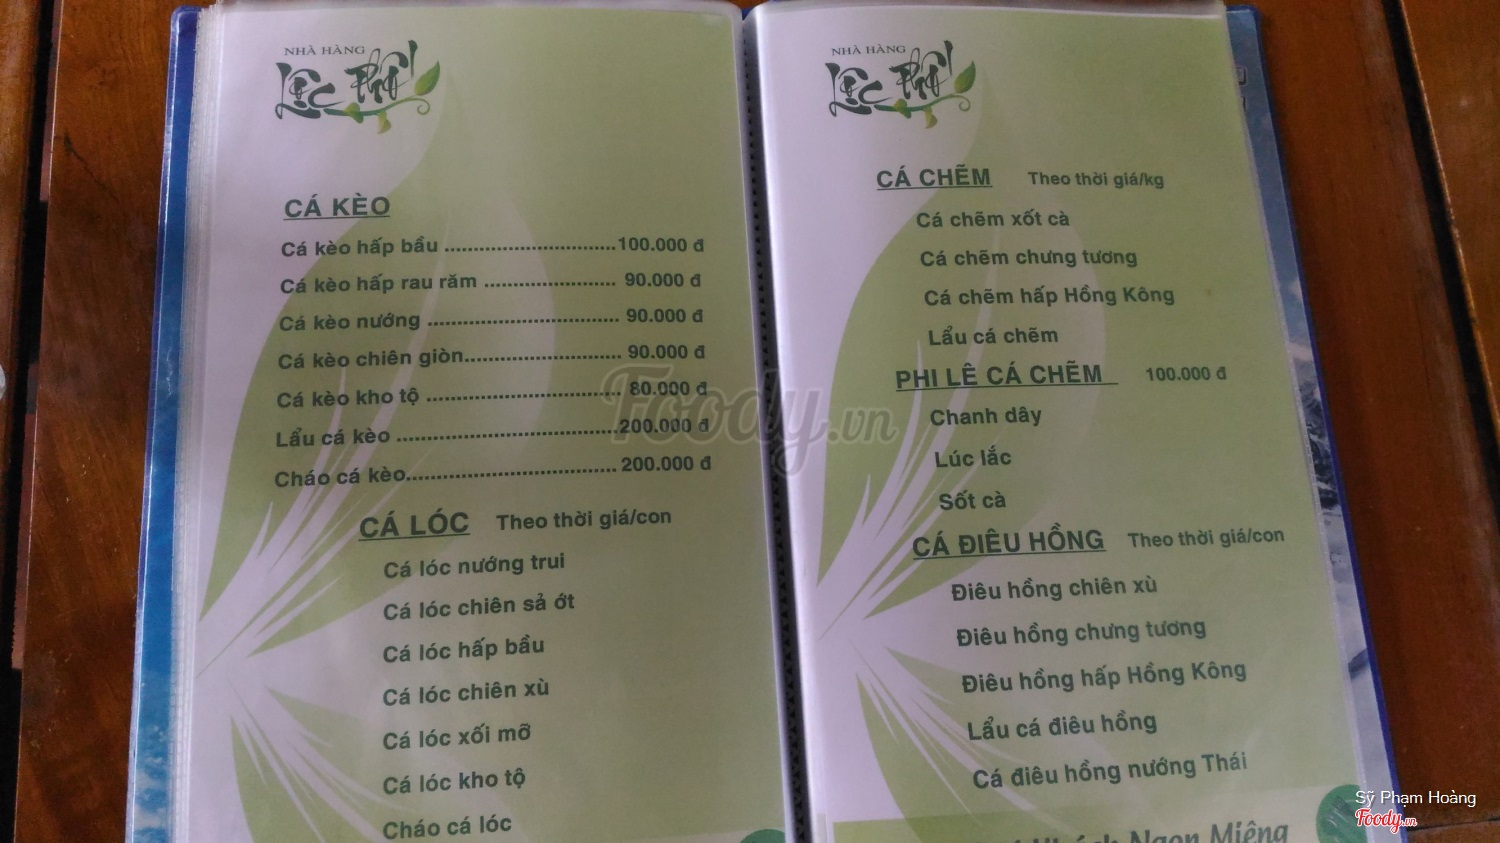 NHÀ HÀNG
Lộc Phố
CÁ KÈO
Cá kèo hấp bầu ..............................100.000 đ
Cá kèo hấp rau răm ....................... 90.000 đ
Cá kèo nướng ................................. 90.000 đ
Cá kèo chiên giòn........................... 90.000 đ
Cá kèo kho tộ .................................. 80.000 đ
Lẩu cá kèo ......................................200.000 đ
Cháo cá kèo..................................... 200.000 đ
CÁ LÓC Theo thời giá/con
Cá lóc nướng trui
Cá lóc chiên sả ớt
Cá lóc hấp bầu
Cá lóc chiên xù
Cá lóc xối mỡ
Cá lóc kho tộ
Cháo cá lóc
NHÀ HÀNG
Lộc Phố
CÁ CHẼM Theo thời giá/kg
Cá chẽm xốt cà
Cá chẽm chưng tương
Cá chẽm hấp Hồng Kông
Lẩu cá chẽm
PHI LÊ CÁ CHẼM 100.000 đ
Chanh dây
Lúc lắc
Sốt cà
CÁ ĐIÊU HỒNG Theo thời giá/con
Điêu hồng chiên xù
Điêu hồng chưng tương
Điêu hồng hấp Hồng Kông
Lẩu cá điêu hồng
Cá điêu hồng nướng Thái
Khách Ngon Miệng
Foody.vn
Sỹ Phạm Hoàng
Foody.vn